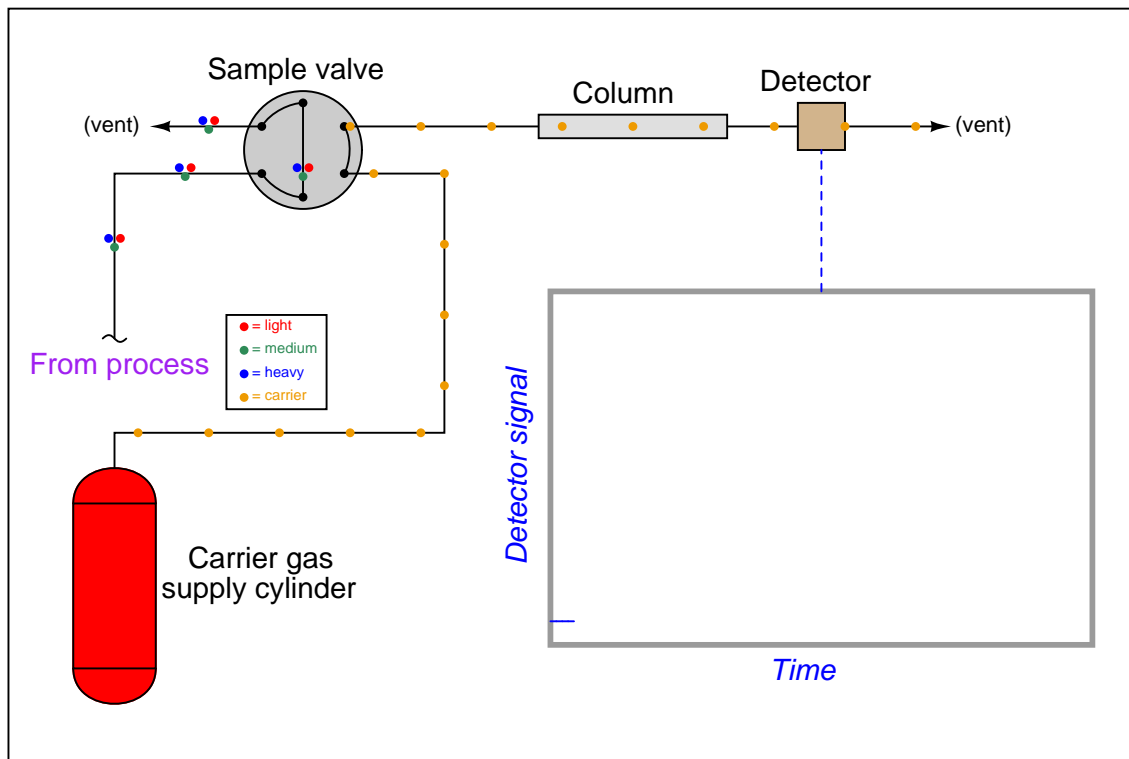 Sample valve
Column
Detector
(vent)
(vent)
= light
= medium
= heavy
= carrier
From process
Detector signal
Carrier gas
supply cylinder
Time